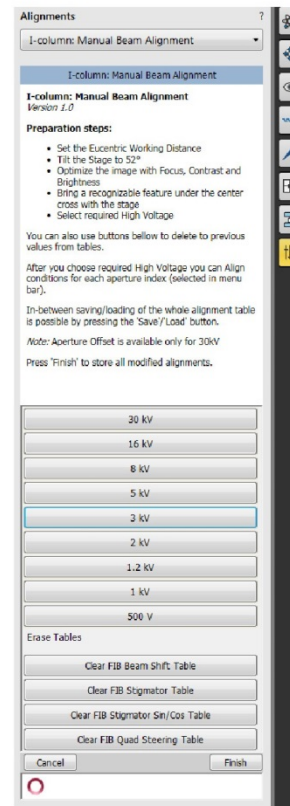 Alignments ?
I-column: Manual Beam Alignment
I-column: Manual Beam Alignment
I-column: Manual Beam Alignment
Version 1.0
Preparation steps:
• Set the Eucentric Working Distance
• Tilt the Stage to 52°
• Optimize the image with Focus, Contrast and
Brightness
• Bring a recognizable feature under the center
cross with the stage
• Select required High Voltage
You can also use buttons bellow to delete to previous
values from tables.
After you choose required High Voltage you can Align
conditions for each aperture index (selected in menu
bar).
In-between saving/loading of the whole alignment table
is possible by pressing the 'Save'/'Load' button.
Note: Aperture Offset is available only for 30kV
Press 'Finish' to store all modified alignments.
30 kV
16 kV
8 kV
5 kV
3 kV
2 kV
1.2 kV
1 kV
500 V
Erase Tables
Clear FIB Beam Shift Table
Clear FIB Stigmator Table
Clear FIB Stigmator Sin/Cos Table
Clear FIB Quad Steering Table
Cancel Finish